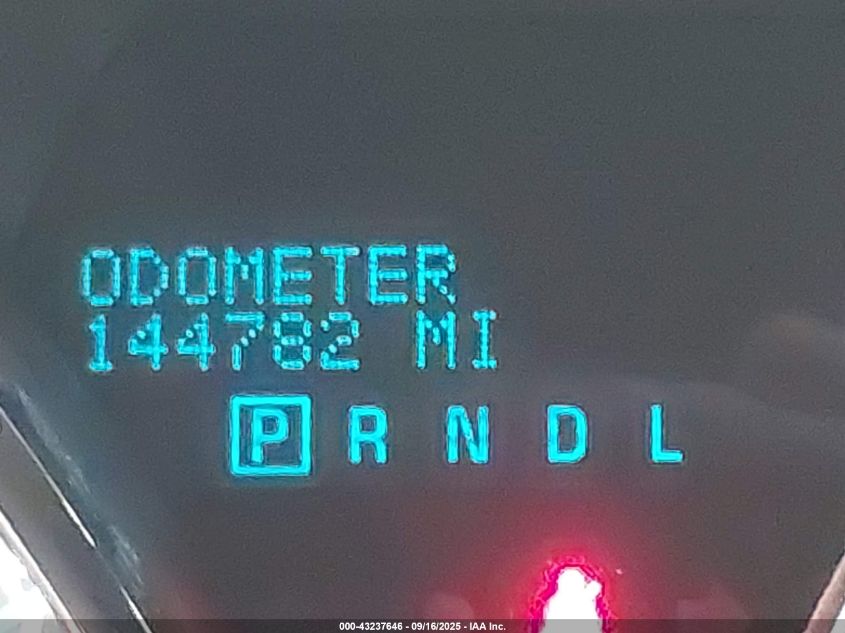 ODOMETER
144782 MI
P R N D L
000-43237646 - 09/16/2025 - IAA Inc.